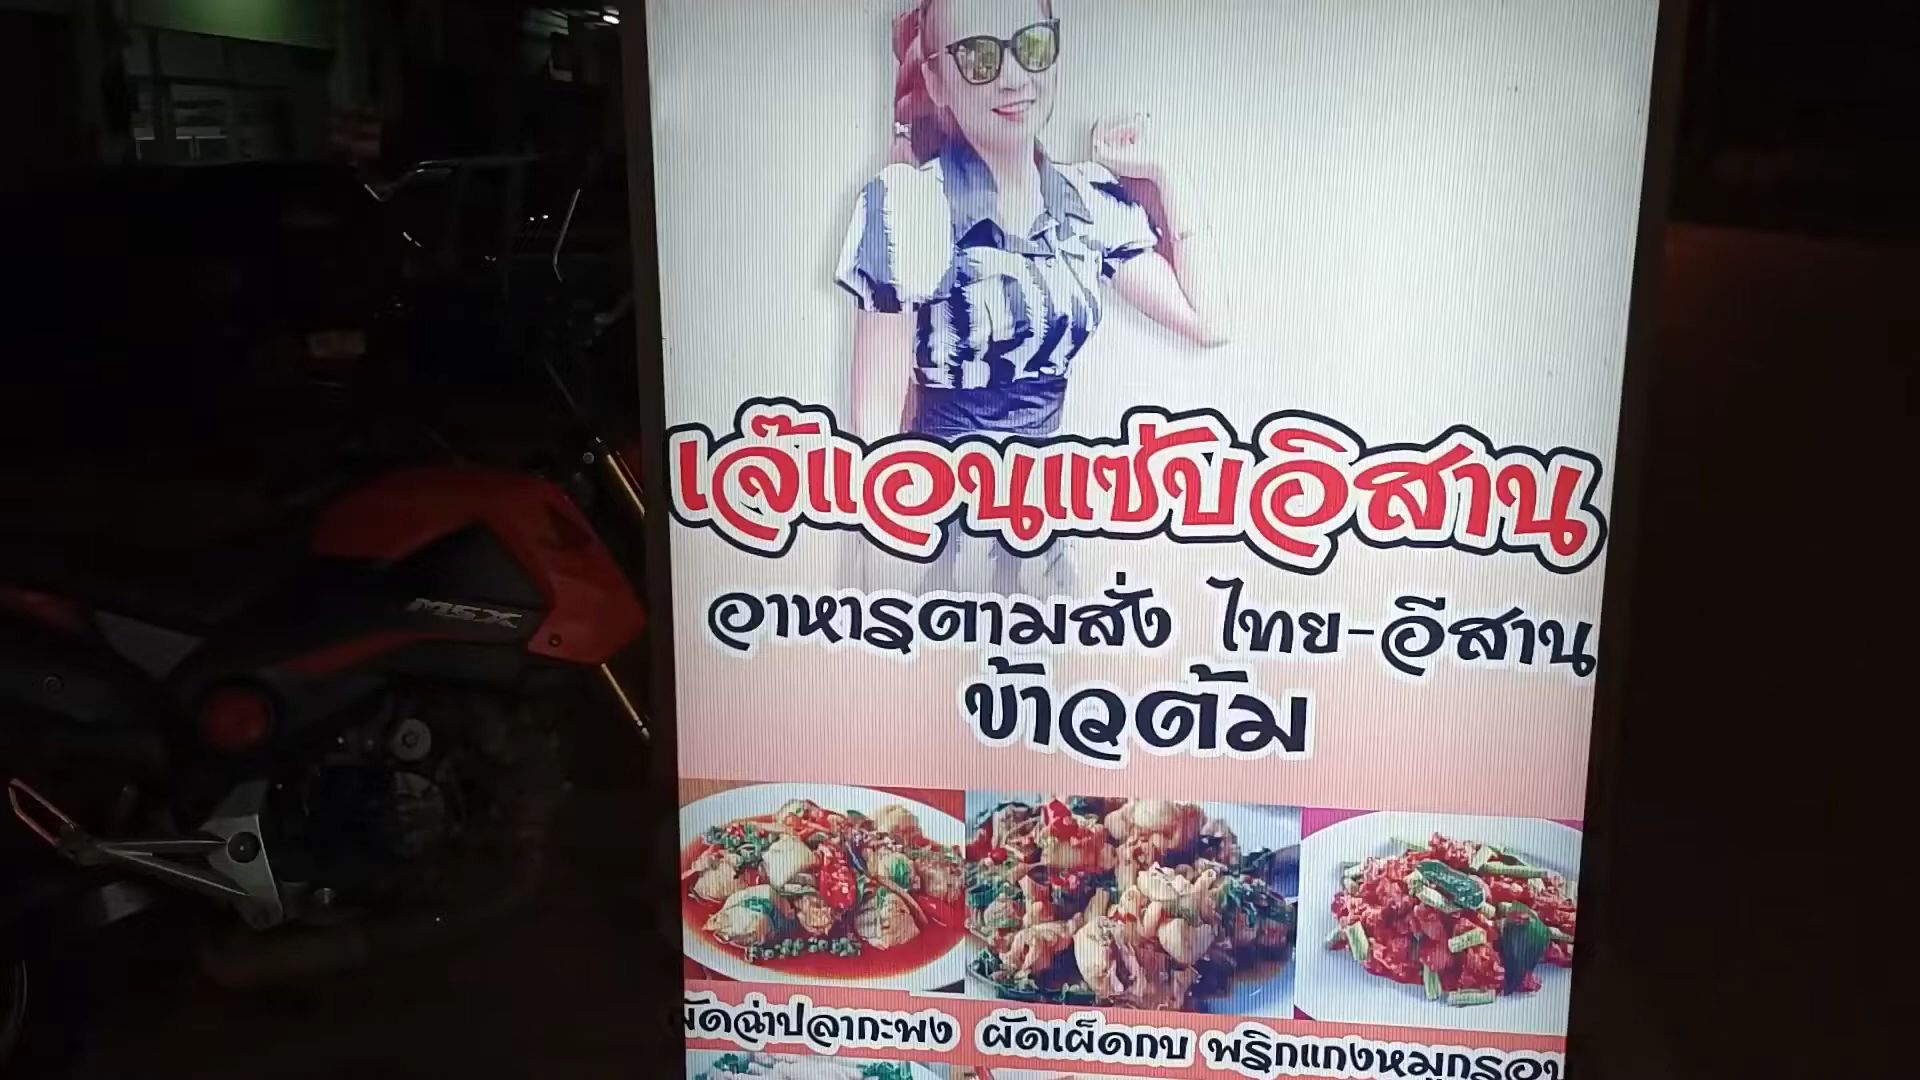 เจ๊แอนแซ่บอิสาน
อาหารตามสั่ง ไทย-อีสาน
ข้าวต้ม
ผัดฉ่าปลากะพง ผัดเผ็ดกบ พริกแกงหมูกรอบ
MSX